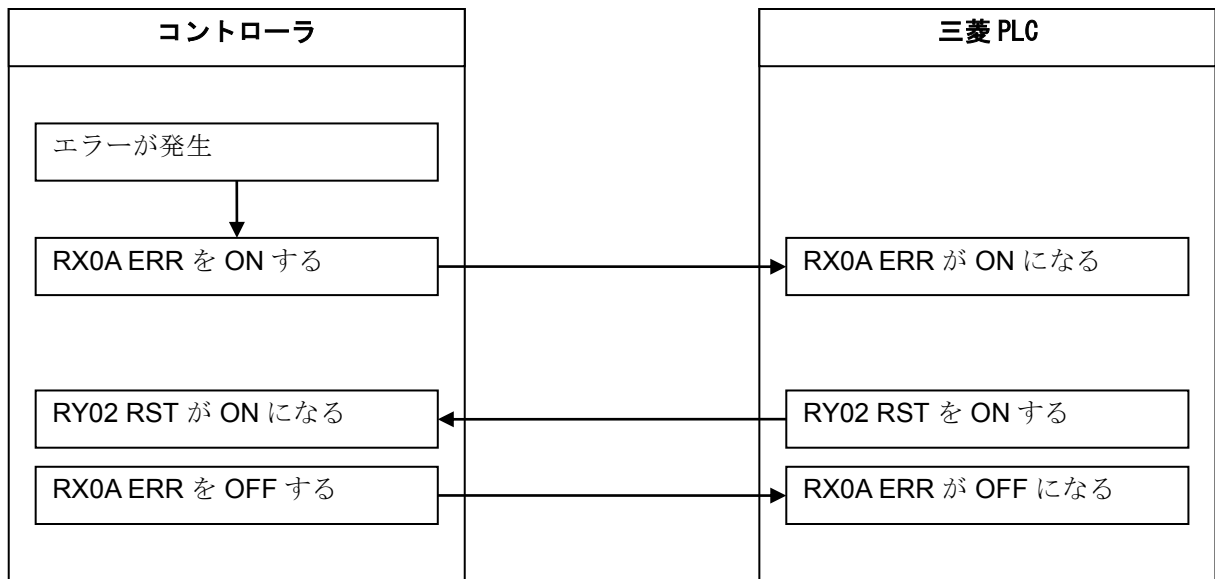 コントローラ
三菱 PLC
エラーが発生
RX0A ERR を ON する
RX0A ERR が ON になる
RY02 RST が ON になる
RY02 RST を ON する
RX0A ERR を OFF する
RX0A ERR が OFF になる